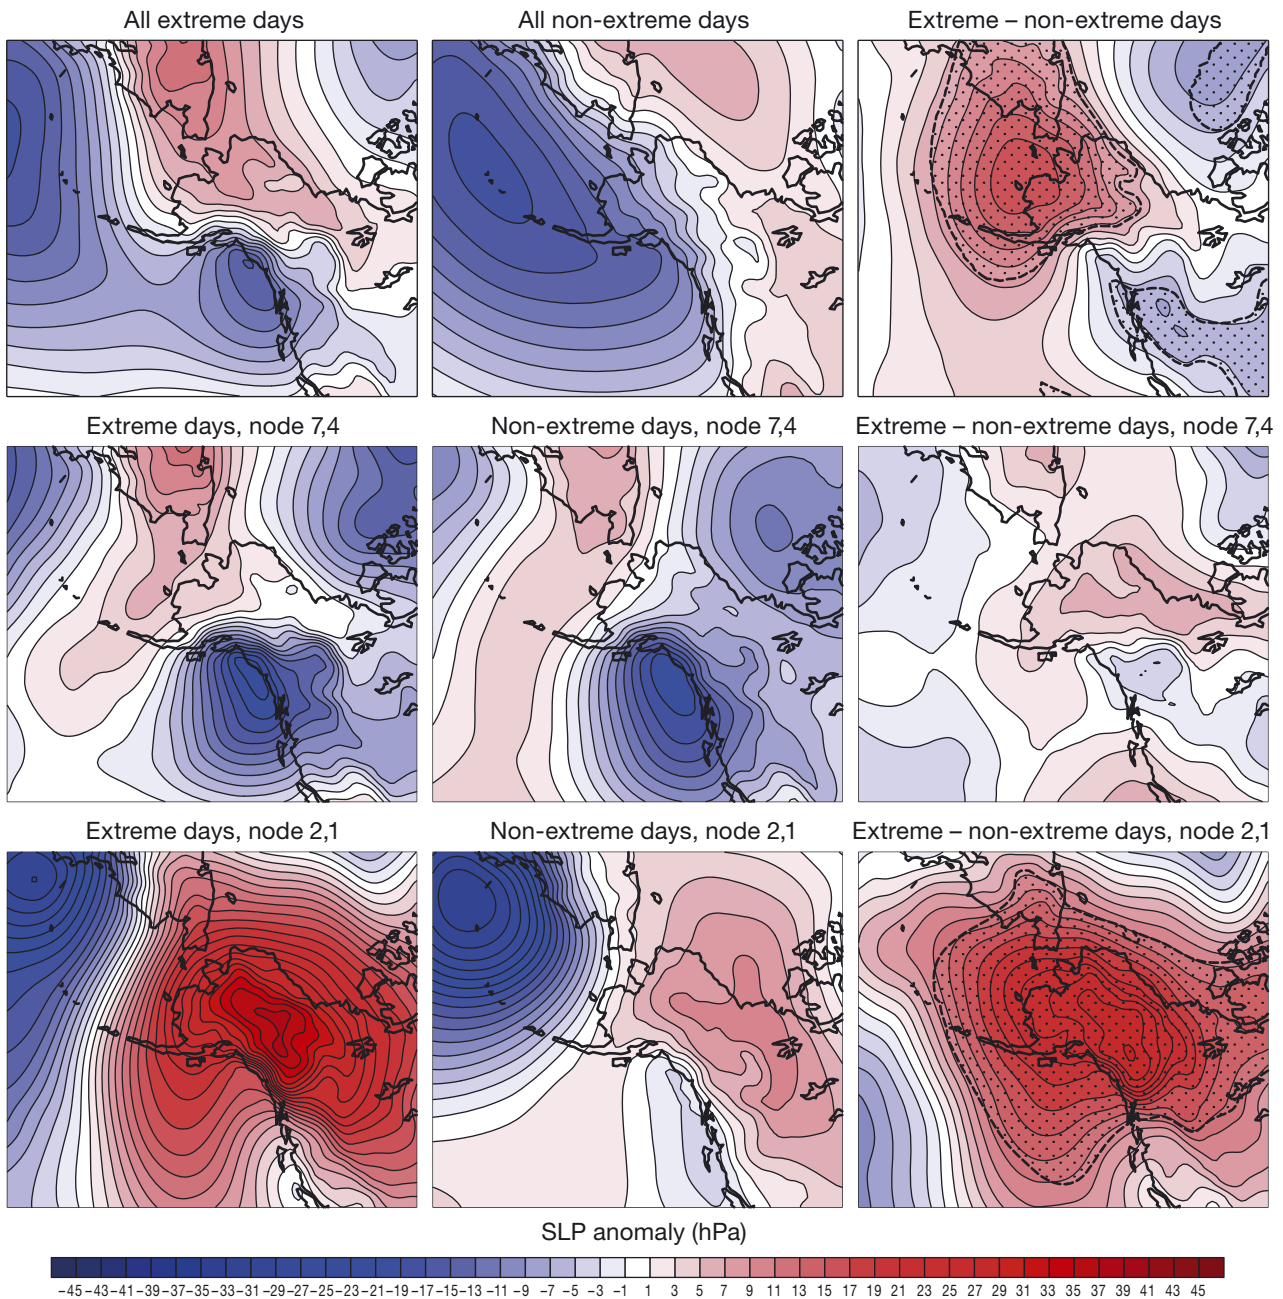 All extreme days
All non-extreme days
Extreme – non-extreme days
Extreme days, node 7,4
Non-extreme days, node 7,4
Extreme – non-extreme days, node 7,4
Extreme days, node 2,1
Non-extreme days, node 2,1
Extreme – non-extreme days, node 2,1
SLP anomaly (hPa)
−45 −43 −41 −39 −37 −35 −33 −31 −29 −27 −25 −23 −21 −19 −17 −15 −13 −11 −9 −7 −5 −3 −1 1 3 5 7 9 11 13 15 17 19 21 23 25 27 29 31 33 35 37 39 41 43 45